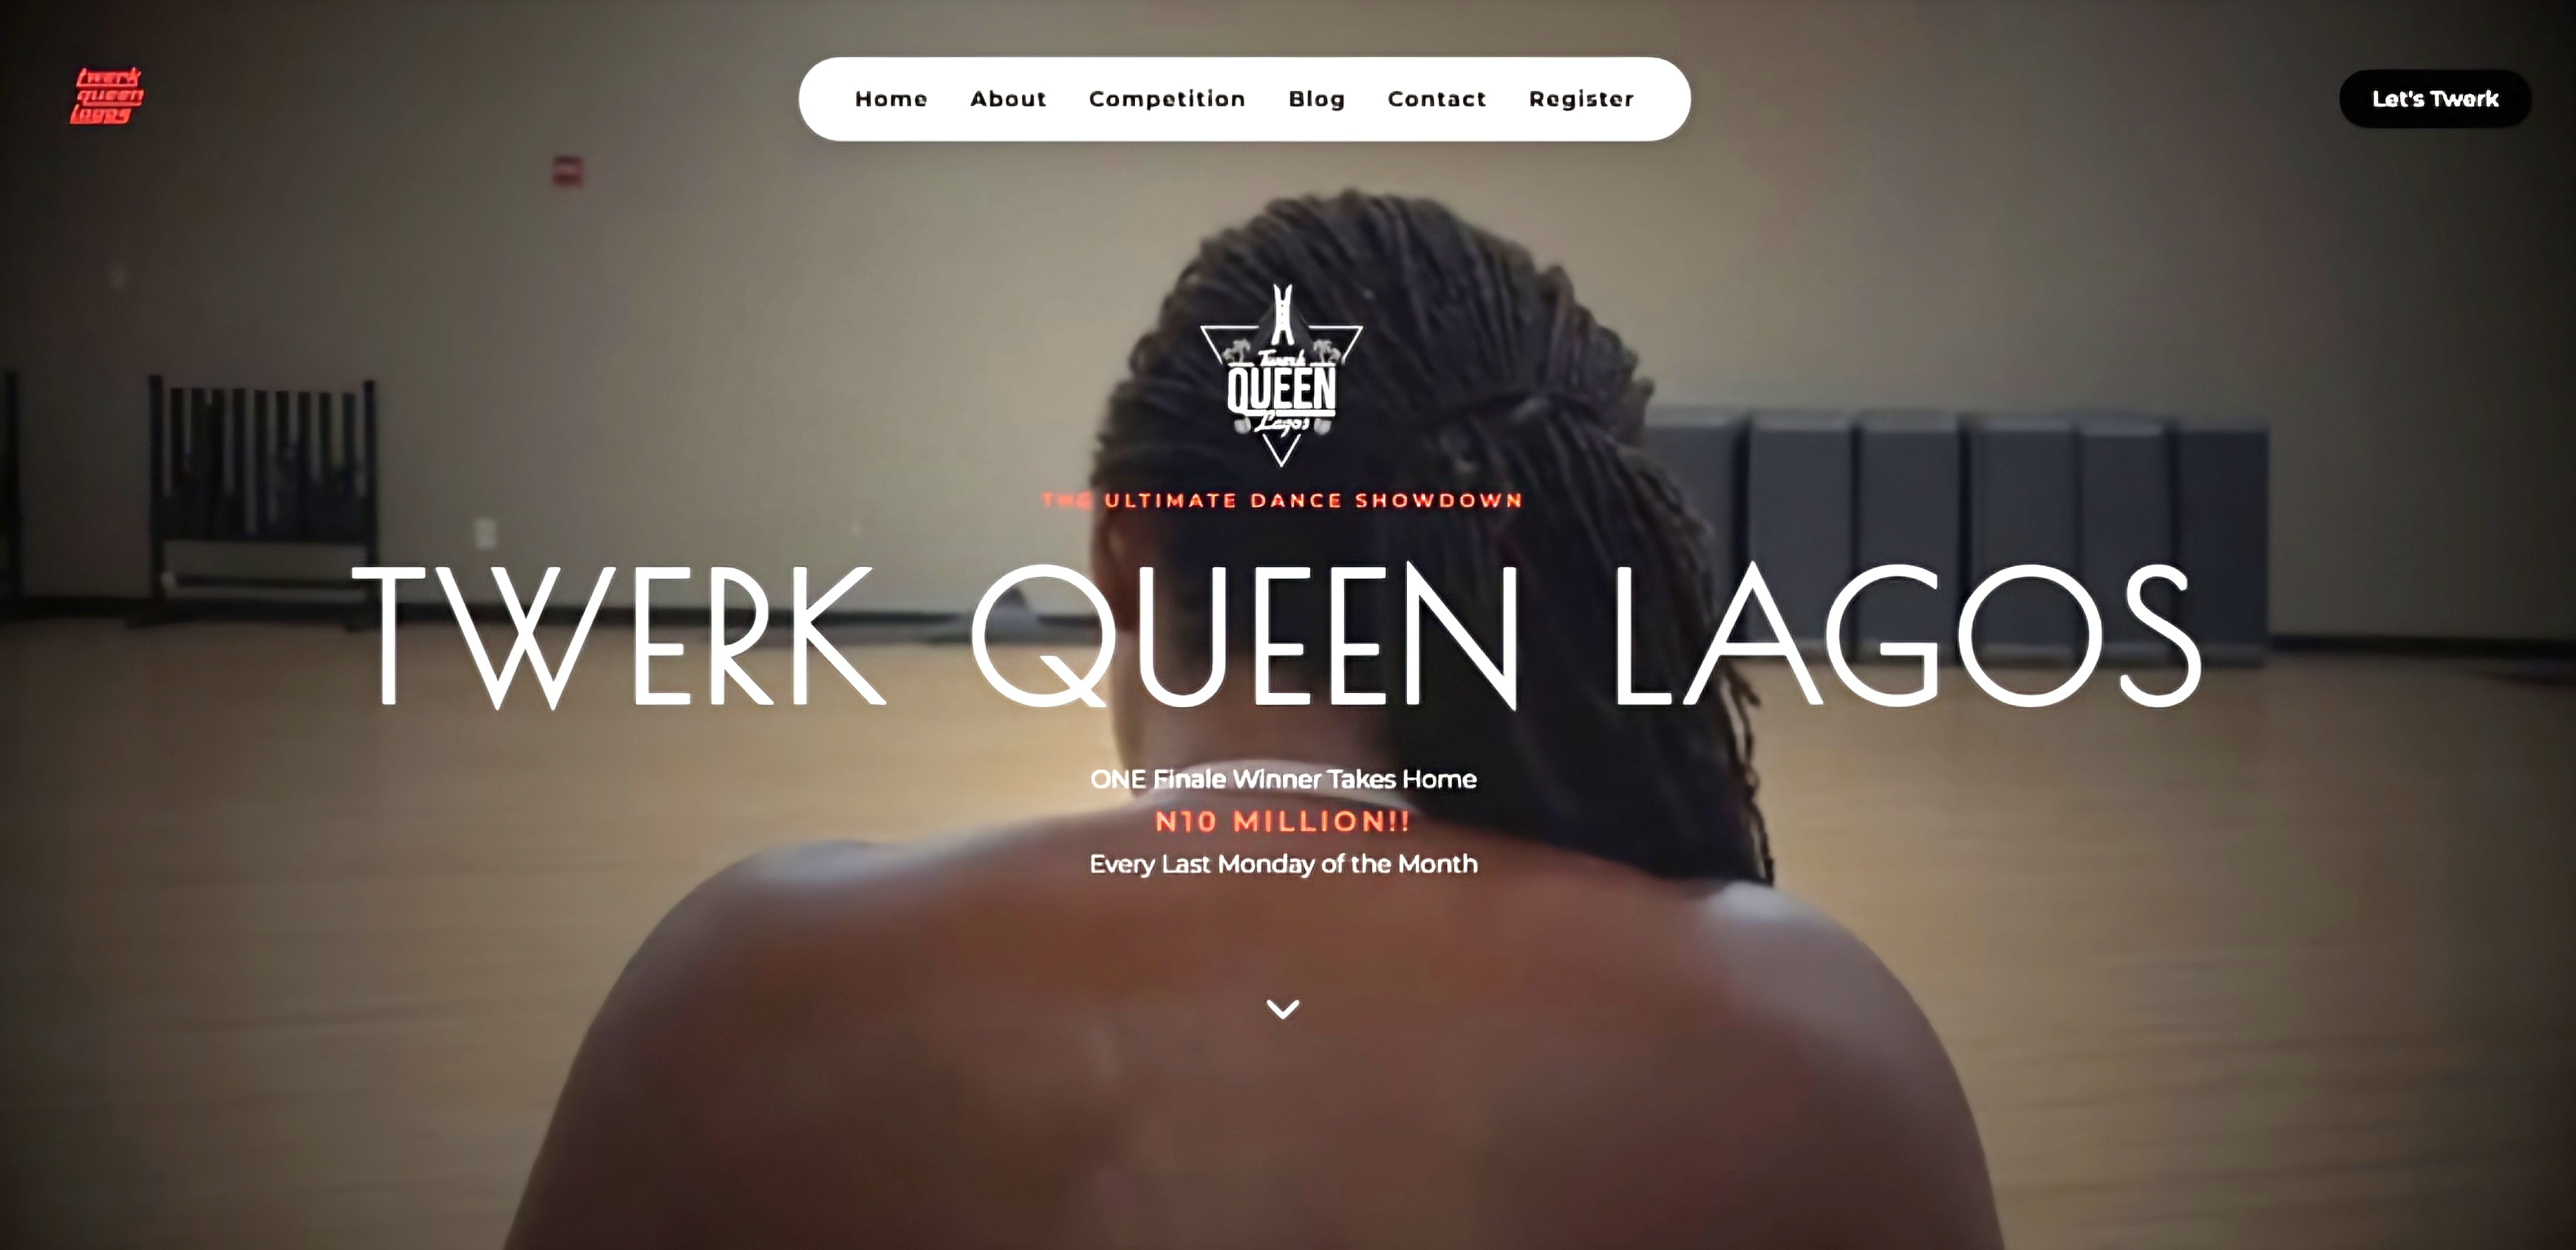 twerk
queen
lagos
Home About Competition Blog Contact Register
Let's Twerk
Twerk
QUEEN
Lagos
THE ULTIMATE DANCE SHOWDOWN
TWERK QUEEN LAGOS
ONE Finale Winner Takes Home
N10 MILLION!!
Every Last Monday of the Month